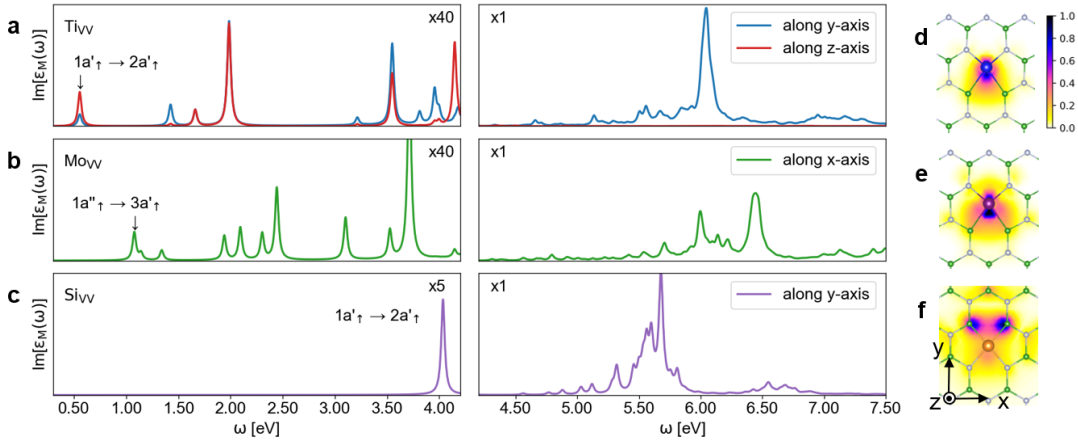 a
Im[ε_M(ω)]
Ti_VV
x40
1a'↑ → 2a'↑
x1
along y-axis
along z-axis
b
Im[ε_M(ω)]
Mo_VV
x40
1a''↑ → 3a'↑
x1
along x-axis
c
Im[ε_M(ω)]
Si_VV
x5
1a'↑ → 2a'↑
x1
along y-axis
0.50 1.00 1.50 2.00 2.50 3.00 3.50 4.00
ω [eV]
4.50 5.00 5.50 6.00 6.50 7.00 7.50
ω [eV]
d
1.0
0.8
0.6
0.4
0.2
0.0
e
f
y
z
x